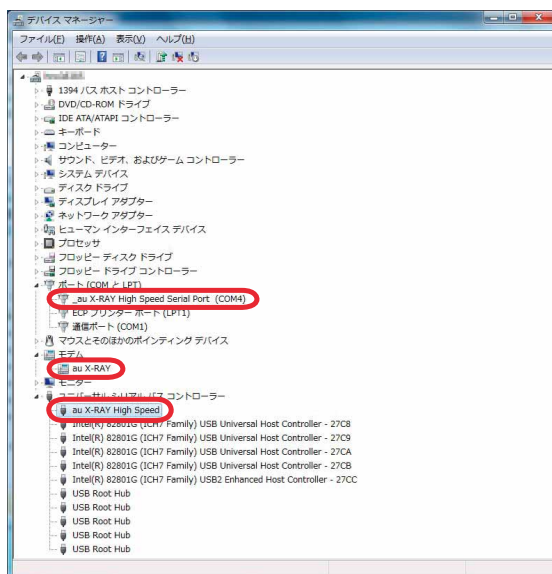 デバイス マネージャー
ファイル(F) 操作(A) 表示(V) ヘルプ(H)
1394 バス ホスト コントローラー
DVD/CD-ROM ドライブ
IDE ATA/ATAPI コントローラー
キーボード
コンピューター
サウンド、ビデオ、およびゲーム コントローラー
システム デバイス
ディスク ドライブ
ディスプレイ アダプター
ネットワーク アダプター
ヒューマン インターフェイス デバイス
プロセッサ
フロッピー ディスク ドライブ
フロッピー ドライブ コントローラー
ポート (COM と LPT)
_au X-RAY High Speed Serial Port (COM4)
ECP プリンター ポート (LPT1)
通信ポート (COM1)
マウスとそのほかのポインティング デバイス
モデム
au X-RAY
モニター
ユニバーサル シリアル バス コントローラー
au X-RAY High Speed
Intel(R) 82801G (ICH7 Family) USB Universal Host Controller - 27C8
Intel(R) 82801G (ICH7 Family) USB Universal Host Controller - 27C9
Intel(R) 82801G (ICH7 Family) USB Universal Host Controller - 27CA
Intel(R) 82801G (ICH7 Family) USB Universal Host Controller - 27CB
Intel(R) 82801G (ICH7 Family) USB2 Enhanced Host Controller - 27CC
USB Root Hub
USB Root Hub
USB Root Hub
USB Root Hub
USB Root Hub